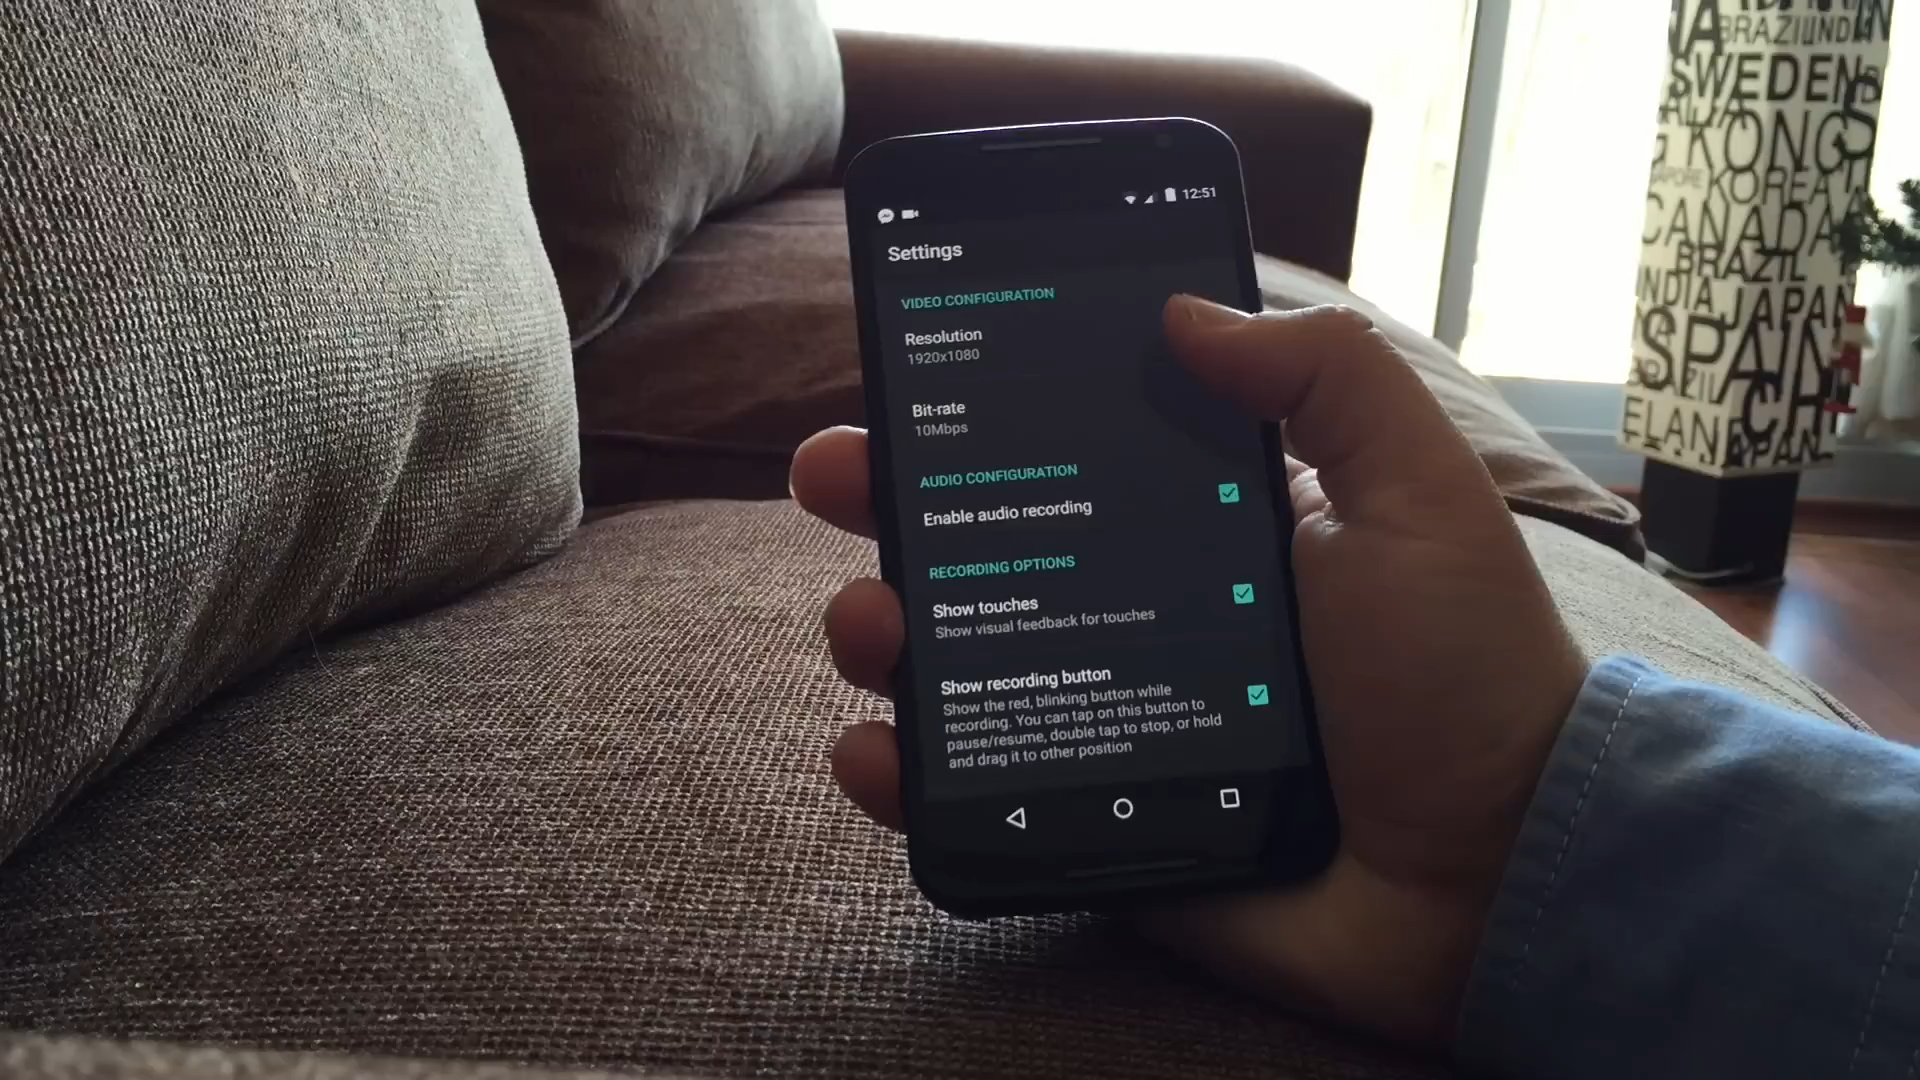 12:51
Settings
VIDEO CONFIGURATION
Resolution
1920x1080
Bit-rate
10Mbps
AUDIO CONFIGURATION
Enable audio recording
RECORDING OPTIONS
Show touches
Show visual feedback for touches
Show recording button
Show the red, blinking button while
recording. You can tap on this button to
pause/resume, double tap to stop, or hold
and drag it to other position
BRAZIL
SWEDEN
KONG
KOREA
CANADA
BRAZIL
INDIA JAPAN
SPAIN